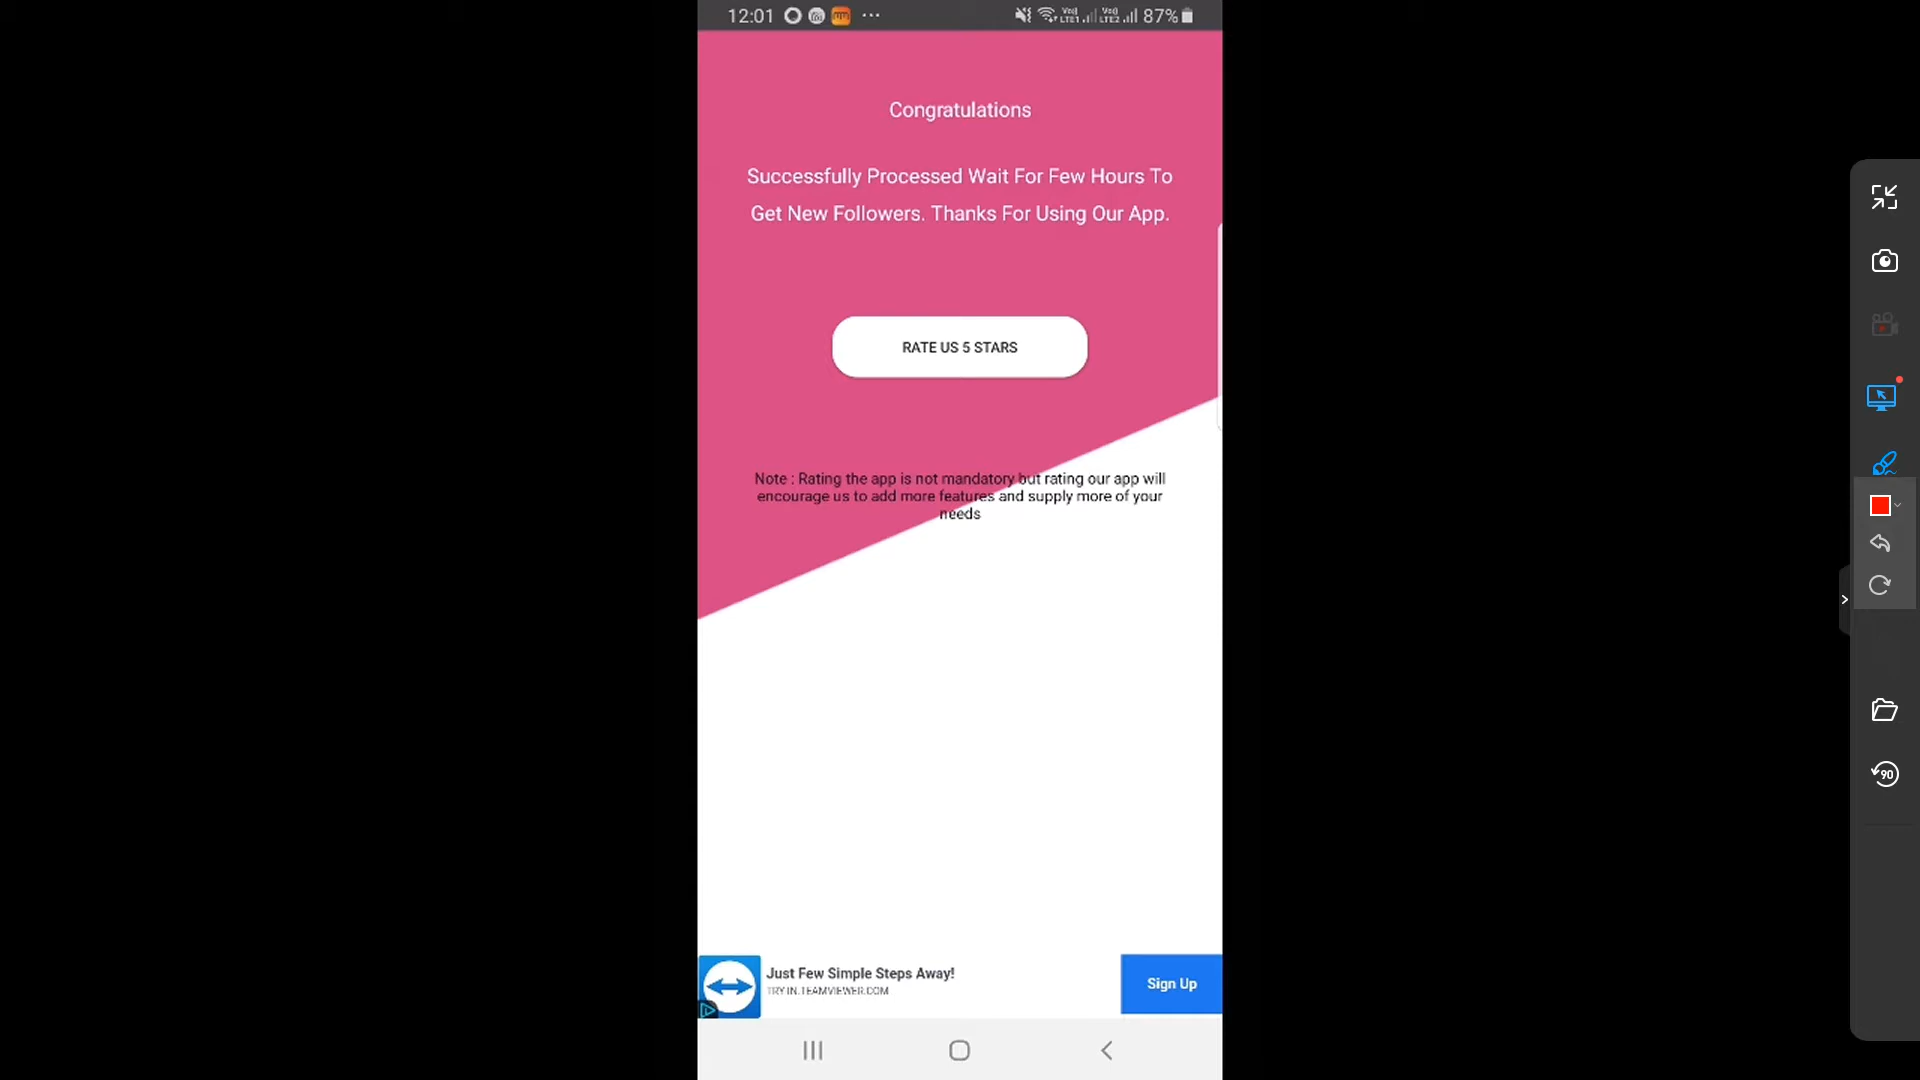 12:01
87%
Congratulations
Successfully Processed Wait For Few Hours To
Get New Followers. Thanks For Using Our App.
RATE US 5 STARS
Note : Rating the app is not mandatory but rating our app will
encourage us to add more features and supply more of your
needs
Just Few Simple Steps Away!
TRY.IN.TEAMVIEWER.COM
Sign Up
90